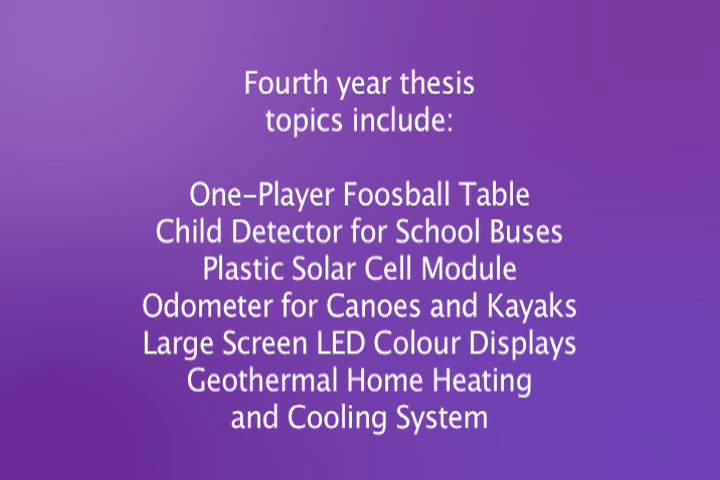 Fourth year thesis
topics include:
One-Player Foosball Table
Child Detector for School Buses
Plastic Solar Cell Module
Odometer for Canoes and Kayaks
Large Screen LED Colour Displays
Geothermal Home Heating
and Cooling System